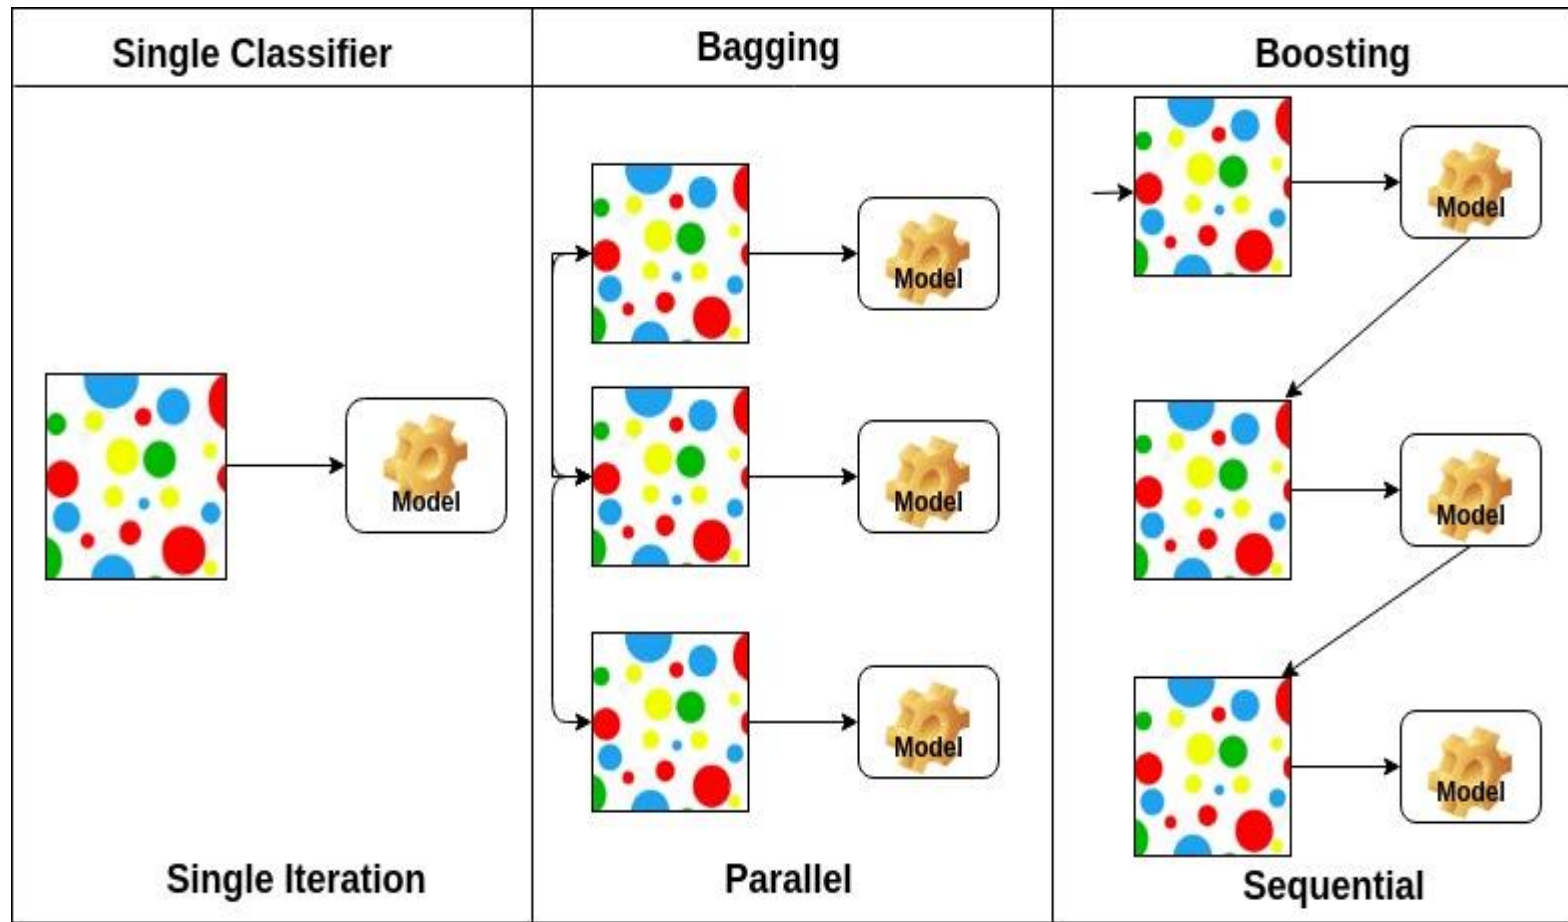 Single Classifier
Bagging
Boosting
Model
Model
Model
Model
Model
Model
Model
Single Iteration
Parallel
Sequential